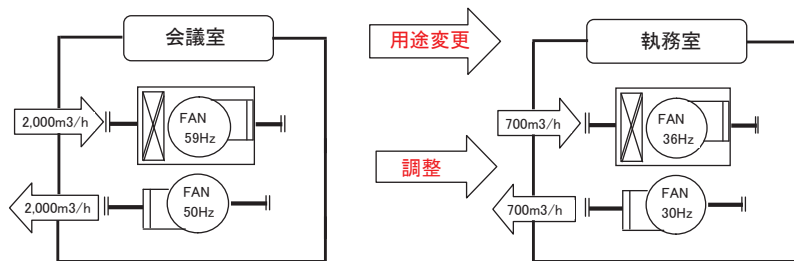 会議室
用途変更
執務室
2,000m3/h
FAN
59Hz
700m3/h
FAN
36Hz
調整
2,000m3/h
FAN
50Hz
700m3/h
FAN
30Hz